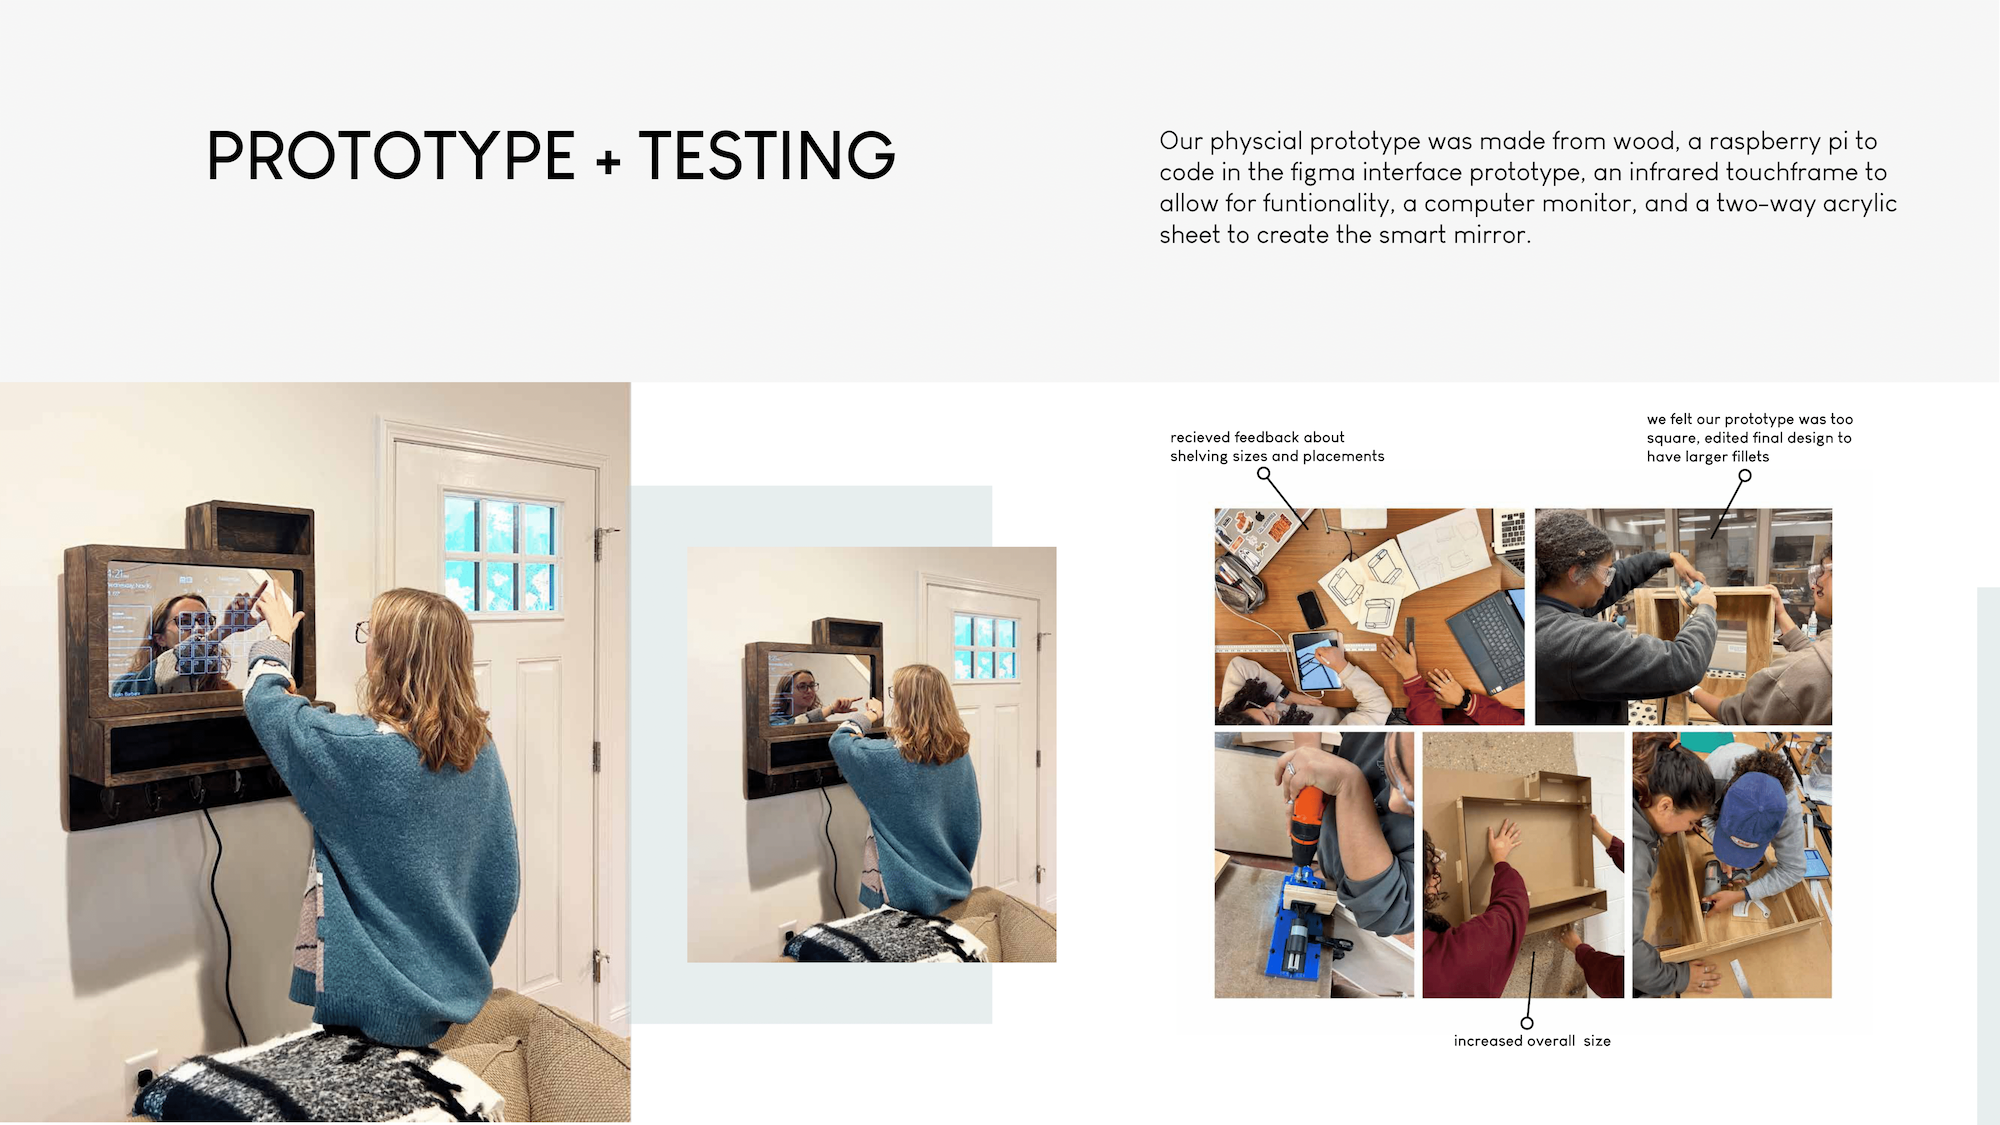 PROTOTYPE + TESTING
Our physcial prototype was made from wood, a raspberry pi to
code in the figma interface prototype, an infrared touchframe to
allow for funtionality, a computer monitor, and a two-way acrylic
sheet to create the smart mirror.
recieved feedback about
shelving sizes and placements
we felt our prototype was too
square, edited final design to
have larger fillets
increased overall size